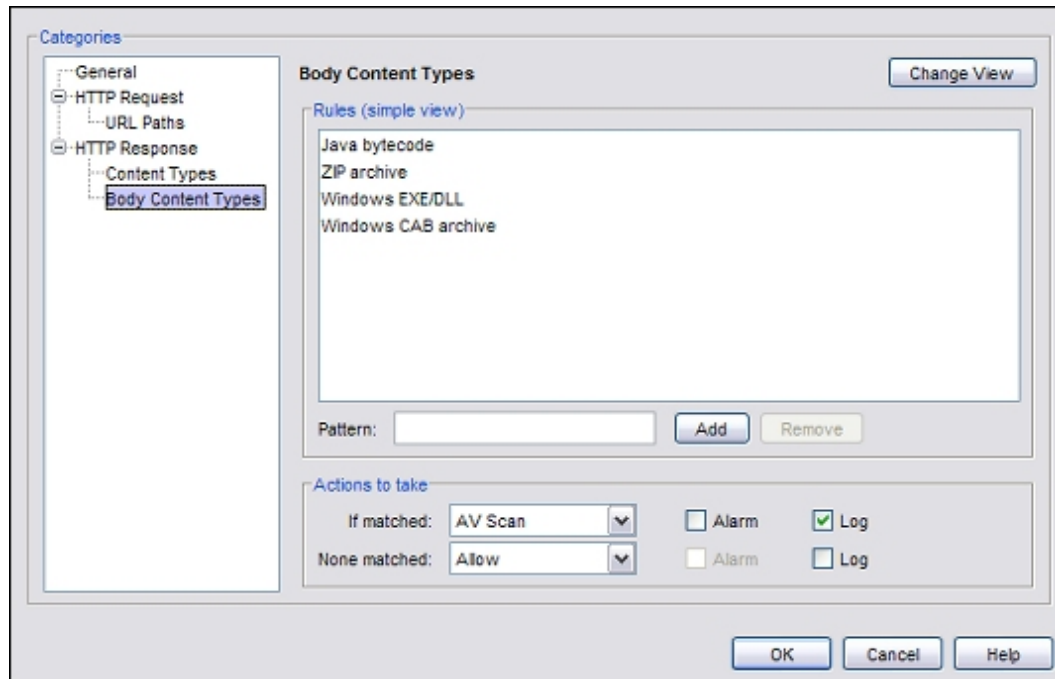 Categories
General
HTTP Request
URL Paths
HTTP Response
Content Types
Body Content Types
Body Content Types
Change View
Rules (simple view)
Java bytecode
ZIP archive
Windows EXE/DLL
Windows CAB archive
Pattern:
Add
Remove
Actions to take
If matched: AV Scan Alarm Log
None matched: Allow Alarm Log
OK Cancel Help